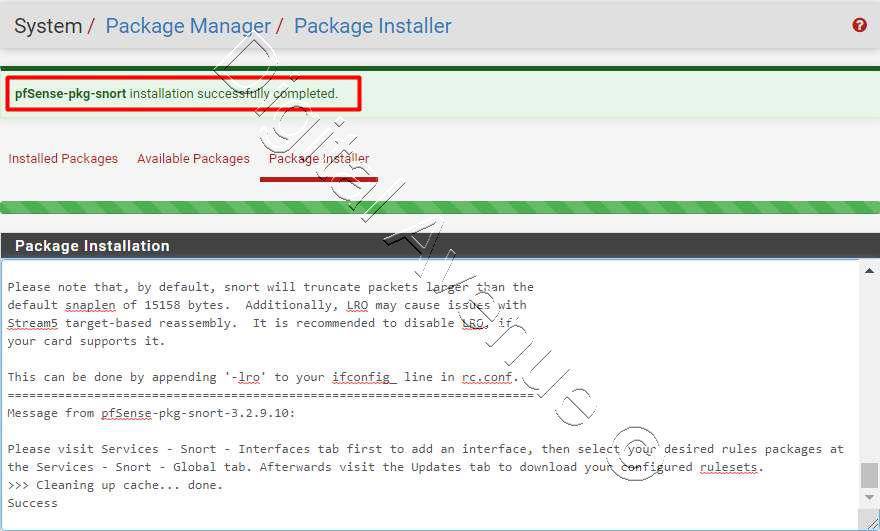 System / Package Manager / Package Installer
pfSense-pkg-snort installation successfully completed.
Installed Packages Available Packages Package Installer
Package Installation
Please note that, by default, snort will truncate packets larger than the
default snaplen of 15158 bytes. Additionally, LRO may cause issues with
Stream5 target-based reassembly. It is recommended to disable LRO, if
your card supports it.
This can be done by appending '-lro' to your ifconfig_ line in rc.conf.
=========================================================================
Message from pfSense-pkg-snort-3.2.9.10:
Please visit Services - Snort - Interfaces tab first to add an interface, then select your desired rules packages at
the Services - Snort - Global tab. Afterwards visit the Updates tab to download your configured rulesets.
>>> Cleaning up cache... done.
Success
Digital Avenue @